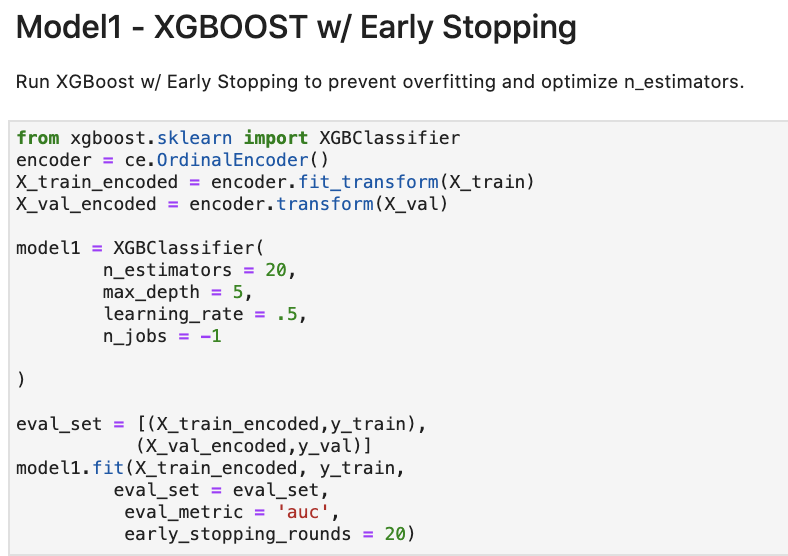 Model1 - XGBOOST w/ Early Stopping
Run XGBoost w/ Early Stopping to prevent overfitting and optimize n_estimators.
from xgboost.sklearn import XGBClassifier
encoder = ce.OrdinalEncoder()
X_train_encoded = encoder.fit_transform(X_train)
X_val_encoded = encoder.transform(X_val)
model1 = XGBClassifier(
        n_estimators = 20,
        max_depth = 5,
        learning_rate = .5,
        n_jobs = -1
)
eval_set = [(X_train_encoded,y_train),
           (X_val_encoded,y_val)]
model1.fit(X_train_encoded, y_train,
         eval_set = eval_set,
          eval_metric = 'auc',
          early_stopping_rounds = 20)